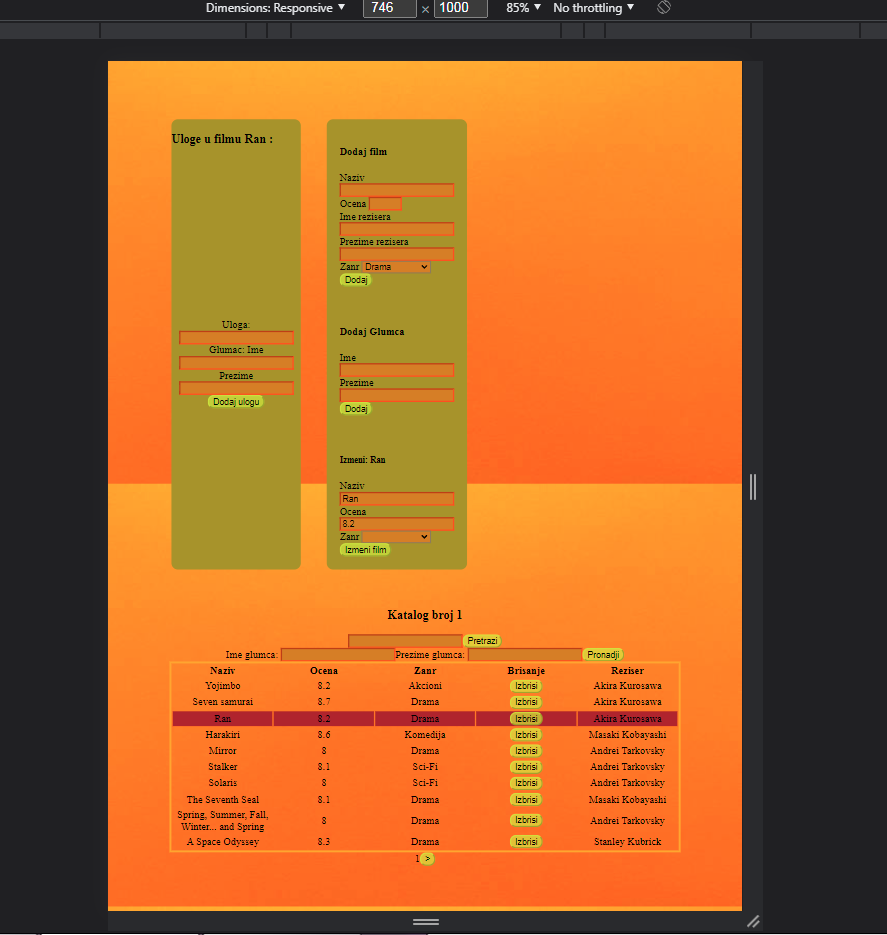 Dimensions: Responsive ▼ 746 × 1000 85% ▼ No throttling ▼
Uloge u filmu Ran :
Uloga:
Glumac: Ime
Prezime
Dodaj ulogu
Dodaj film
Naziv
Ocena
Ime rezisera
Prezime rezisera
Zanr Drama
Dodaj
Dodaj Glumca
Ime
Prezime
Dodaj
Izmeni: Ran
Naziv
Ran
Ocena
8.2
Zanr
Izmeni film
Katalog broj 1
Pretrazi
Ime glumca: Prezime glumca: Pronadji
Naziv Ocena Zanr Brisanje Reziser
Yojimbo 8.2 Akcioni Izbrisi Akira Kurosawa
Seven samurai 8.7 Drama Izbrisi Akira Kurosawa
Ran 8.2 Drama Izbrisi Akira Kurosawa
Harakiri 8.6 Komedija Izbrisi Masaki Kobayashi
Mirror 8 Drama Izbrisi Andrei Tarkovsky
Stalker 8.1 Sci-Fi Izbrisi Andrei Tarkovsky
Solaris 8 Sci-Fi Izbrisi Andrei Tarkovsky
The Seventh Seal 8.1 Drama Izbrisi Masaki Kobayashi
Spring, Summer, Fall,
Winter... and Spring 8 Drama Izbrisi Andrei Tarkovsky
A Space Odyssey 8.3 Drama Izbrisi Stanley Kubrick
1 >